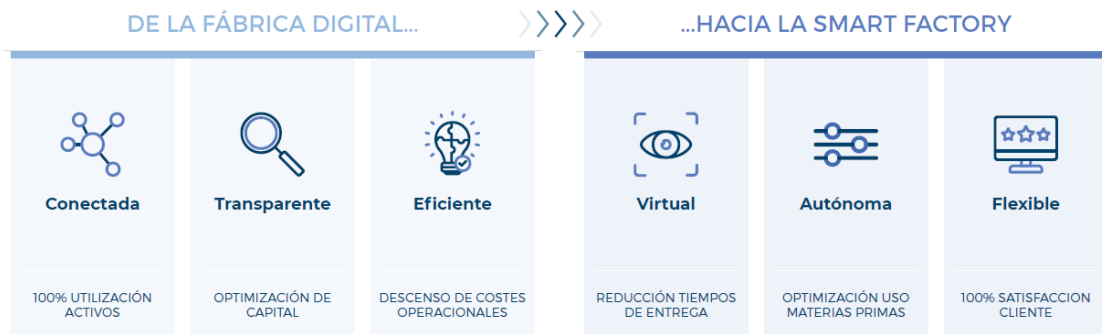 DE LA FÁBRICA DIGITAL...
...HACIA LA SMART FACTORY
Conectada
Transparente
Eficiente
Virtual
Autónoma
Flexible
100% UTILIZACIÓN
ACTIVOS
OPTIMIZACIÓN DE
CAPITAL
DESCENSO DE COSTES
OPERACIONALES
REDUCCIÓN TIEMPOS
DE ENTREGA
OPTIMIZACIÓN USO
MATERIAS PRIMAS
100% SATISFACCION
CLIENTE